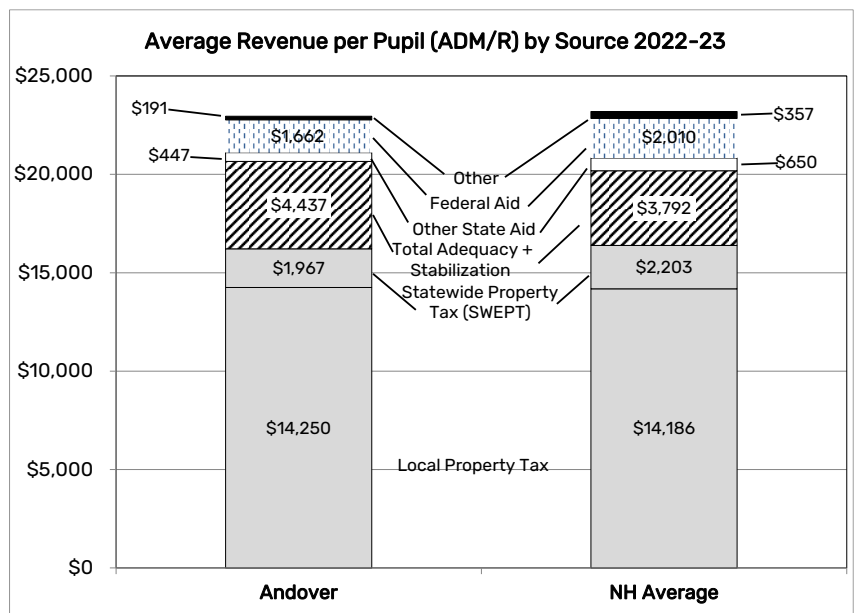 Average Revenue per Pupil (ADM/R) by Source 2022-23
$25,000
$20,000
$15,000
$10,000
$5,000
$0
$191
$1,662
$447
$4,437
$1,967
$14,250
Other
Federal Aid
Other State Aid
Total Adequacy +
Stabilization
Statewide Property
Tax (SWEPT)
Local Property Tax
$357
$2,010
$650
$3,792
$2,203
$14,186
Andover
NH Average